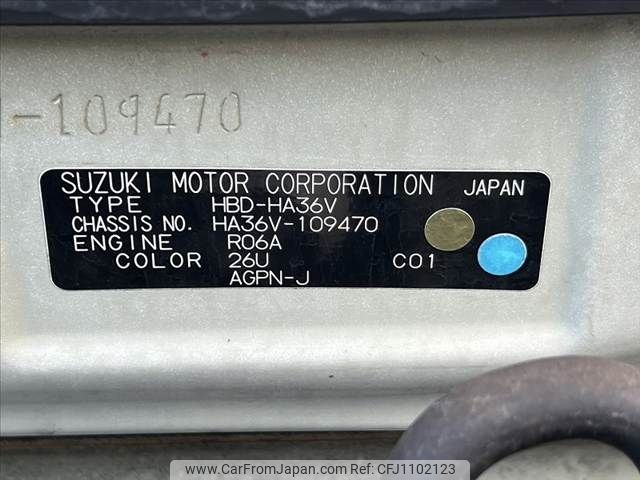 -109470
SUZUKI MOTOR CORPORATION JAPAN
TYPE HBD-HA36V
CHASSIS NO. HA36V-109470
ENGINE R06A
COLOR 26U C01
AGPN-J
www.CarFromJapan.com | Ref No. CFJ1102123